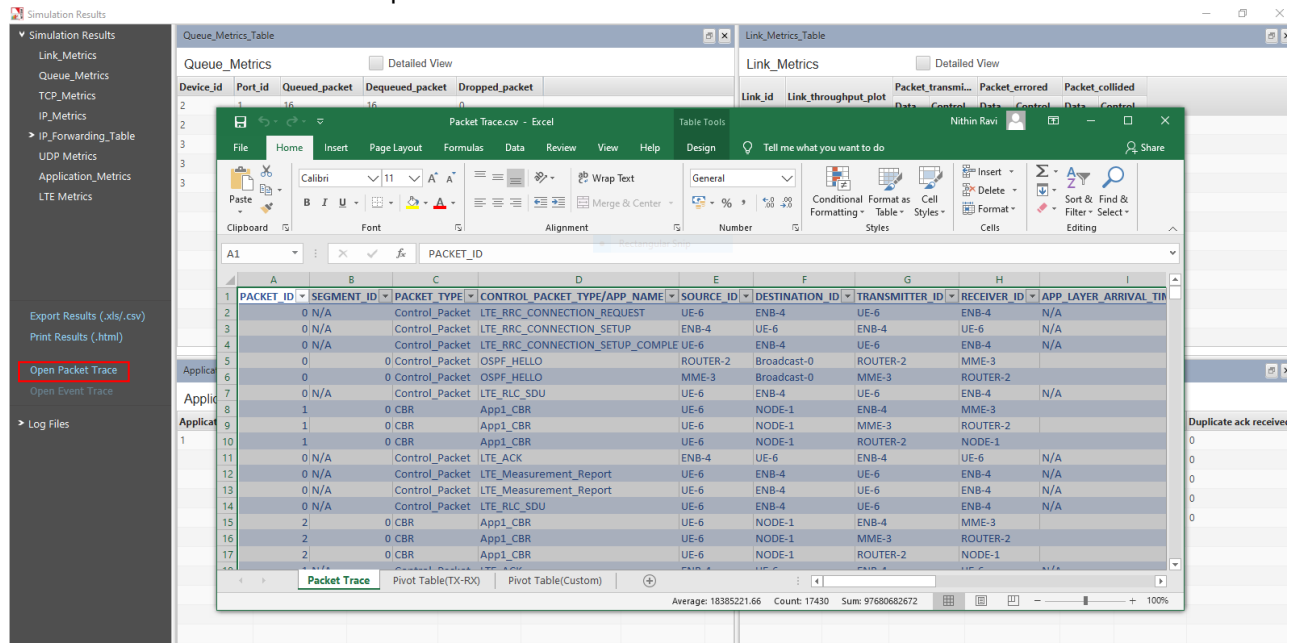 Simulation Results
Simulation Results
Link_Metrics
Queue_Metrics
TCP_Metrics
IP_Metrics
IP_Forwarding_Table
UDP Metrics
Application_Metrics
LTE Metrics
Export Results (.xls/.csv)
Print Results (.html)
Open Packet Trace
Open Event Trace
Log Files
Queue_Metrics_Table
Queue_Metrics Detailed View
Device_id Port_id Queued_packet Dequeued_packet Dropped_packet
2 1 16 16 0
2
3
3
3
Link_Metrics_Table
Link_Metrics Detailed View
Link_id Link_throughput_plot Packet_transmi... Packet_errored Packet_collided
Data Control Data Control Data Control
Packet Trace.csv - Excel Table Tools Nithin Ravi
File Home Insert Page Layout Formulas Data Review View Help Design Tell me what you want to do Share
Paste Calibri 11 A A Wrap Text General Conditional Format as Cell Insert Sort & Find &
B I U A Merge & Center % , .00 Formatting Table Styles Delete Format Filter Select
Clipboard Font Alignment Number Styles Cells Editing
Rectangular Snip
A1 fx PACKET_ID
A B C D E F G H I
1 PACKET_ID SEGMENT_ID PACKET_TYPE CONTROL_PACKET_TYPE/APP_NAME SOURCE_ID DESTINATION_ID TRANSMITTER_ID RECEIVER_ID APP_LAYER_ARRIVAL_TIM
2 0 N/A Control_Packet LTE_RRC_CONNECTION_REQUEST UE-6 ENB-4 UE-6 ENB-4 N/A
3 0 N/A Control_Packet LTE_RRC_CONNECTION_SETUP ENB-4 UE-6 ENB-4 UE-6 N/A
4 0 N/A Control_Packet LTE_RRC_CONNECTION_SETUP_COMPLE UE-6 ENB-4 UE-6 ENB-4 N/A
5 0 0 Control_Packet OSPF_HELLO ROUTER-2 Broadcast-0 ROUTER-2 MME-3
6 0 0 Control_Packet OSPF_HELLO MME-3 Broadcast-0 MME-3 ROUTER-2
7 0 N/A Control_Packet LTE_RLC_SDU UE-6 ENB-4 UE-6 ENB-4 N/A
8 1 0 CBR App1_CBR UE-6 NODE-1 ENB-4 MME-3
9 1 0 CBR App1_CBR UE-6 NODE-1 MME-3 ROUTER-2
10 1 0 CBR App1_CBR UE-6 NODE-1 ROUTER-2 NODE-1
11 0 N/A Control_Packet LTE_ACK ENB-4 UE-6 ENB-4 UE-6 N/A
12 0 N/A Control_Packet LTE_Measurement_Report UE-6 ENB-4 UE-6 ENB-4 N/A
13 0 N/A Control_Packet LTE_Measurement_Report UE-6 ENB-4 UE-6 ENB-4 N/A
14 0 N/A Control_Packet LTE_RLC_SDU UE-6 ENB-4 UE-6 ENB-4 N/A
15 2 0 CBR App1_CBR UE-6 NODE-1 ENB-4 MME-3
16 2 0 CBR App1_CBR UE-6 NODE-1 MME-3 ROUTER-2
17 2 0 CBR App1_CBR UE-6 NODE-1 ROUTER-2 NODE-1
Packet Trace Pivot Table(TX-RX) Pivot Table(Custom)
Average: 18385221.66 Count: 17430 Sum: 97680682672 100%
Applica
Applic
Applicat
1
Duplicate ack receive
0
0
0
0
0